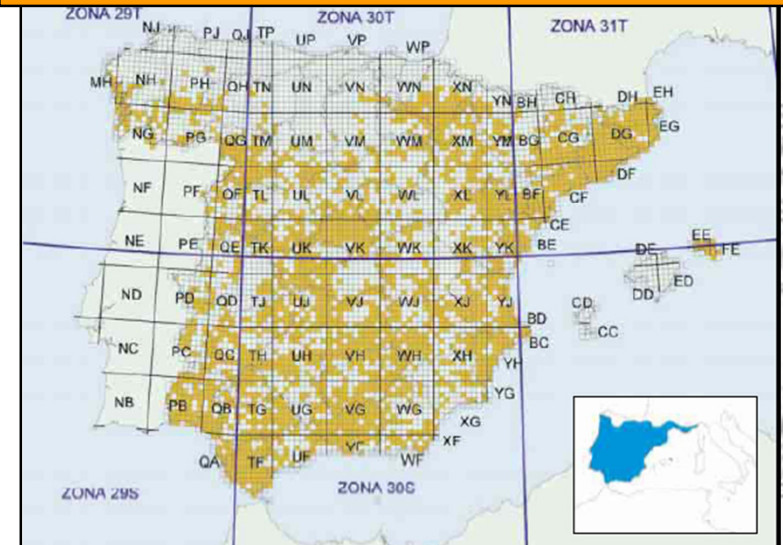 ZONA 29T
ZONA 30T
ZONA 31T
NJ PJ QJ TP UP VP WP
MH NH PH QH TN UN VN WN XN YN BH CH DH EH
NG PG QG TM UM VM WM XM YM BG CG DG EG
NF PF QF TL UL VL WL XL YL BF CF DF
NE PE QE TK UK VK WK XK YK BE CE DE EE FE
ND PD QD TJ UJ VJ WJ XJ YJ BD CD DD ED
NC PC QC TH UH VH WH XH YH BC CC
NB PB QB TG UG VG WG XG YG
QA TF UF VF WF XF
ZONA 29S
ZONA 30S